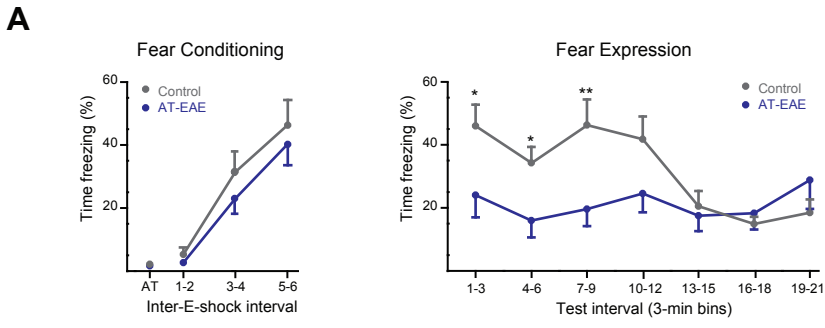 A
Fear Conditioning
Fear Expression
60
40
20
Time freezing (%)
Control
AT-EAE
AT 1-2 3-4 5-6
Inter-E-shock interval
60
40
20
Time freezing (%)
* * **
Control
AT-EAE
1-3 4-6 7-9 10-12 13-15 16-18 19-21
Test interval (3-min bins)